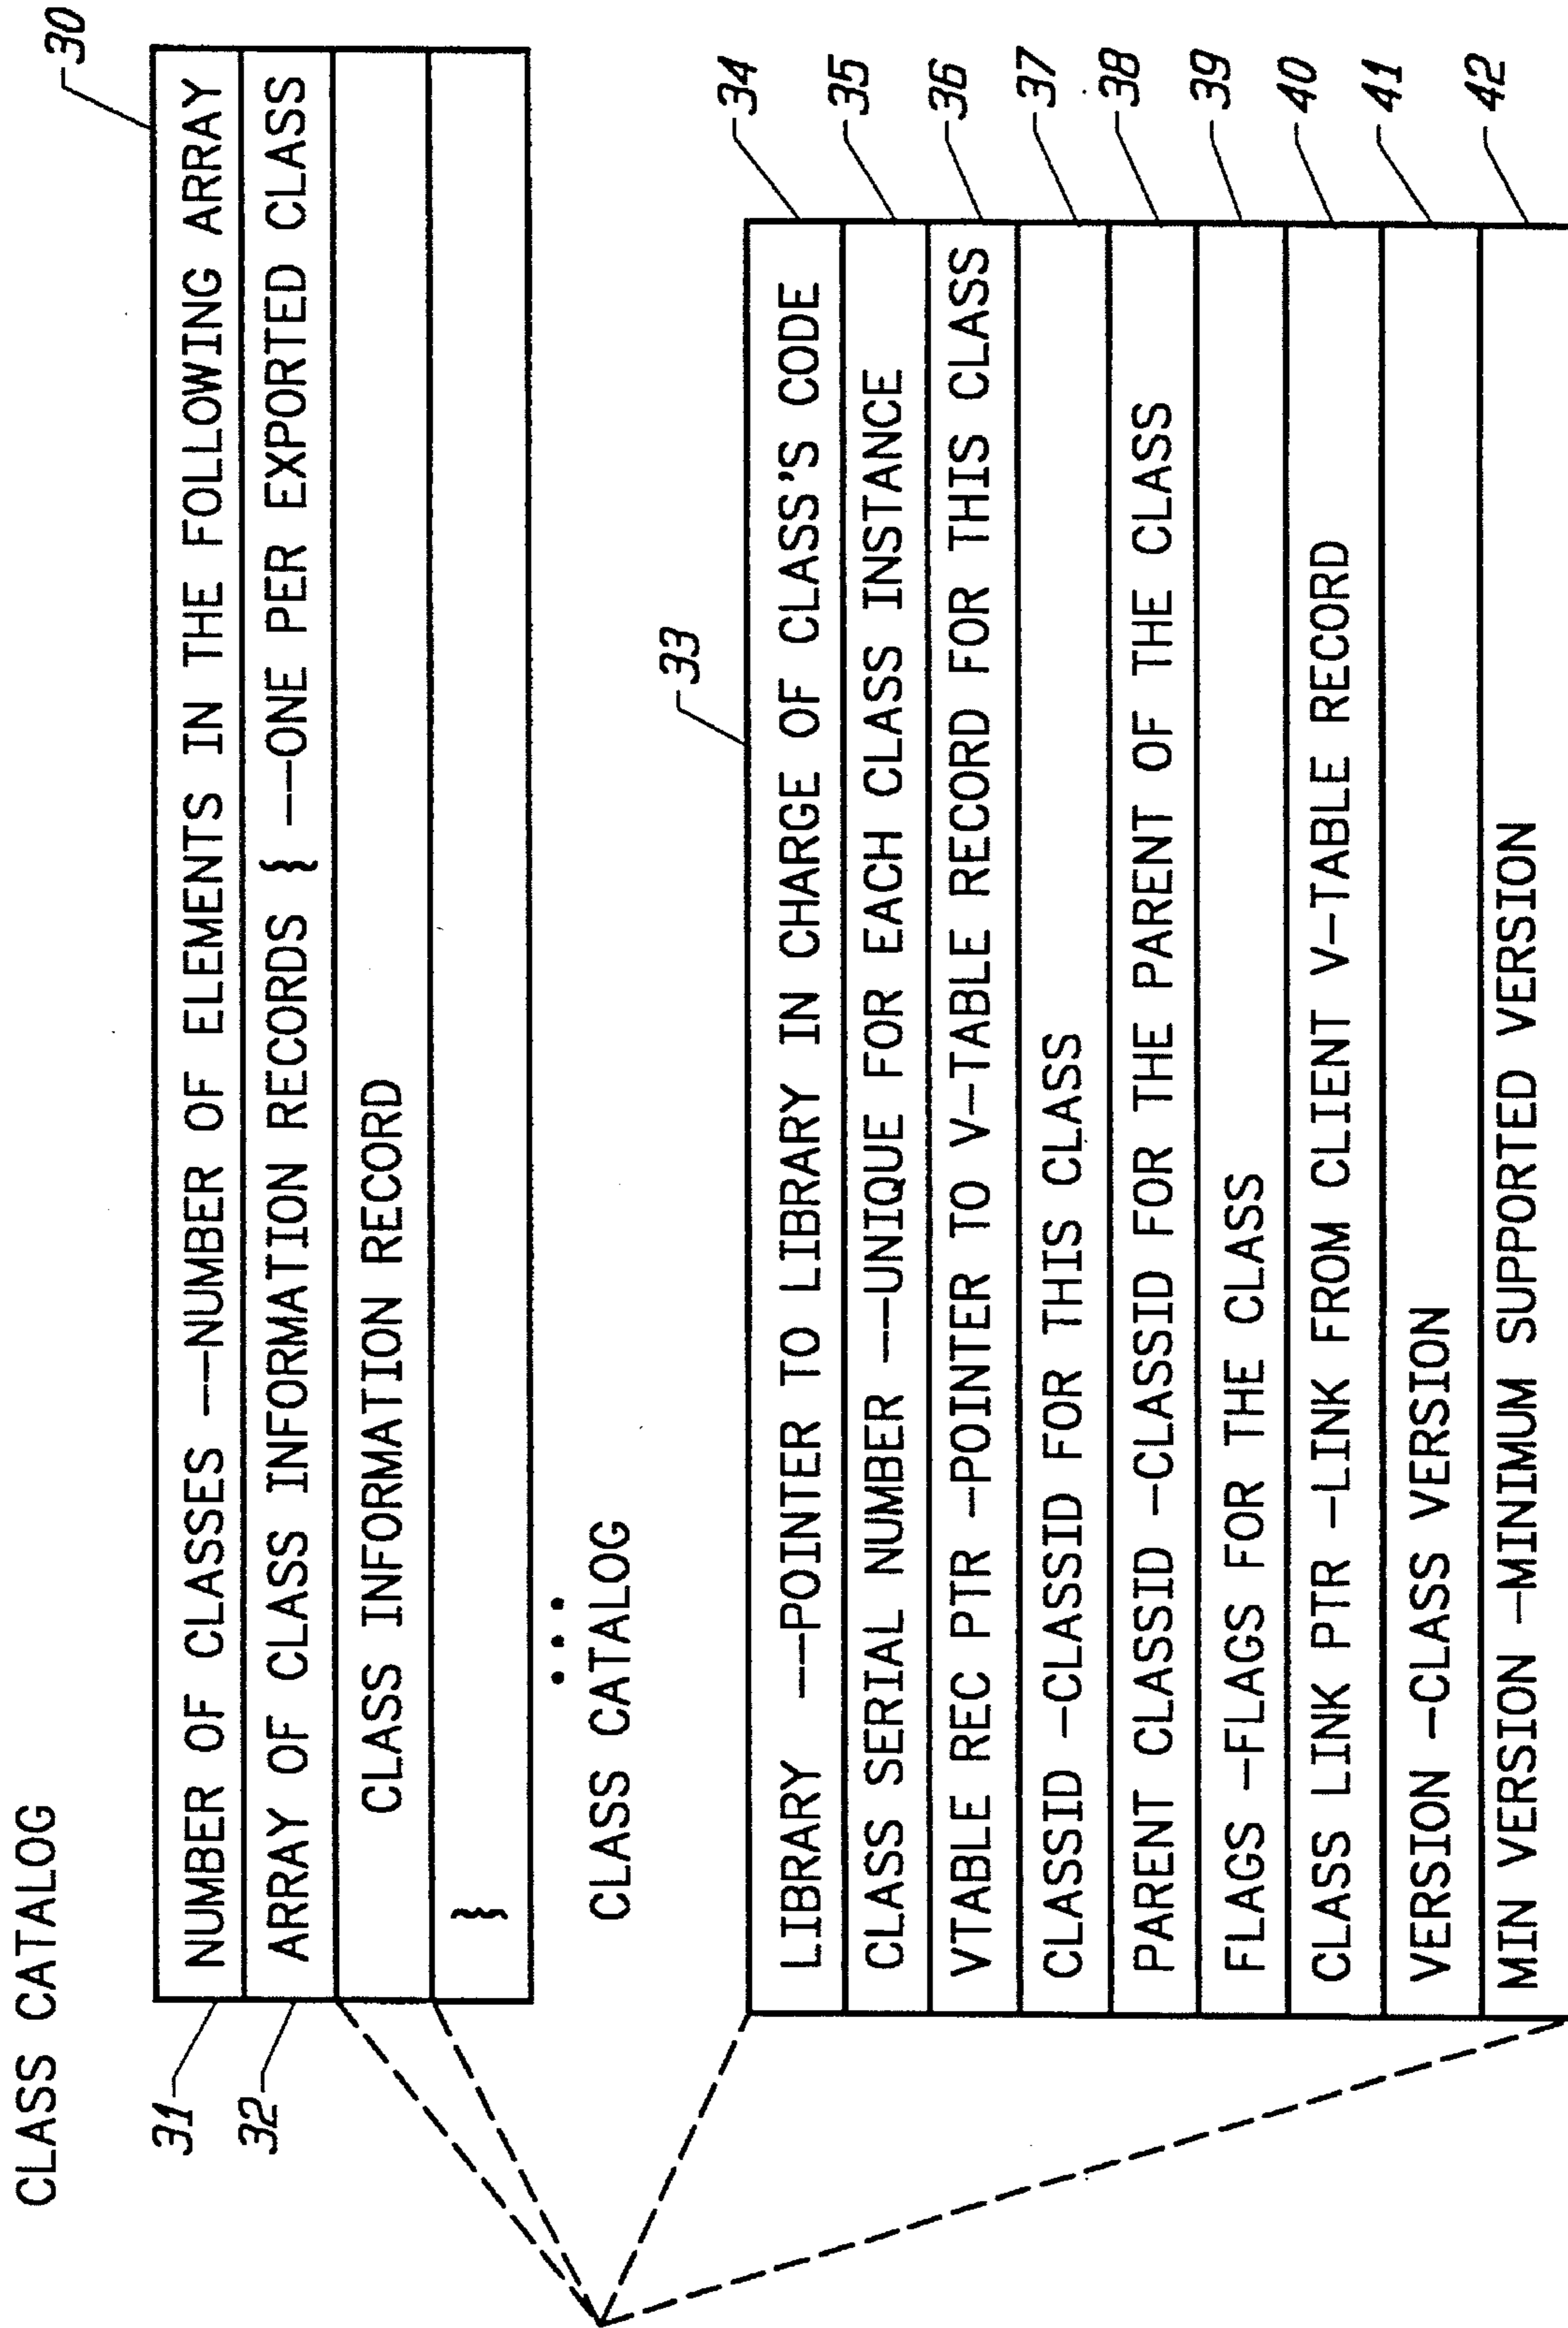 CLASS CATALOG
30
31
NUMBER OF CLASSES --NUMBER OF ELEMENTS IN THE FOLLOWING ARRAY
32
ARRAY OF CLASS INFORMATION RECORDS { --ONE PER EXPORTED CLASS
CLASS INFORMATION RECORD
}
• • •
CLASS CATALOG
33
LIBRARY --POINTER TO LIBRARY IN CHARGE OF CLASS'S CODE 34
CLASS SERIAL NUMBER --UNIQUE FOR EACH CLASS INSTANCE 35
VTABLE REC PTR -POINTER TO V-TABLE RECORD FOR THIS CLASS 36
CLASSID -CLASSID FOR THIS CLASS 37
PARENT CLASSID -CLASSID FOR THE PARENT OF THE CLASS 38
FLAGS -FLAGS FOR THE CLASS 39
CLASS LINK PTR -LINK FROM CLIENT V-TABLE RECORD 40
VERSION -CLASS VERSION 41
MIN VERSION -MINIMUM SUPPORTED VERSION 42